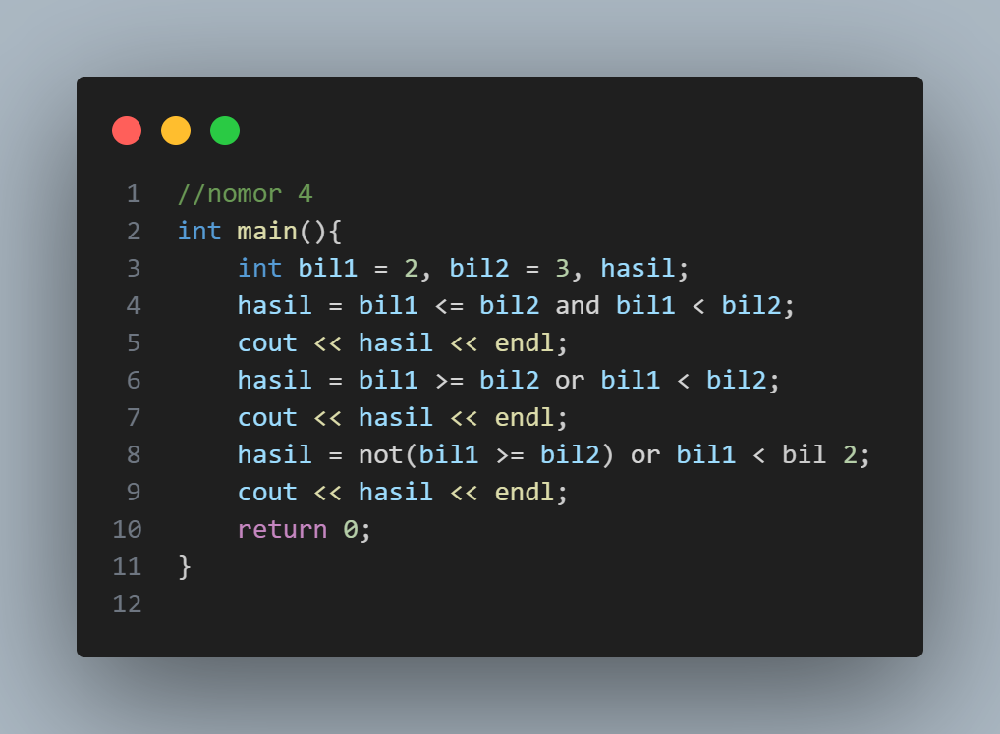 1 //nomor 4
2 int main(){
3     int bil1 = 2, bil2 = 3, hasil;
4     hasil = bil1 <= bil2 and bil1 < bil2;
5     cout << hasil << endl;
6     hasil = bil1 >= bil2 or bil1 < bil2;
7     cout << hasil << endl;
8     hasil = not(bil1 >= bil2) or bil1 < bil 2;
9     cout << hasil << endl;
10     return 0;
11 }
12